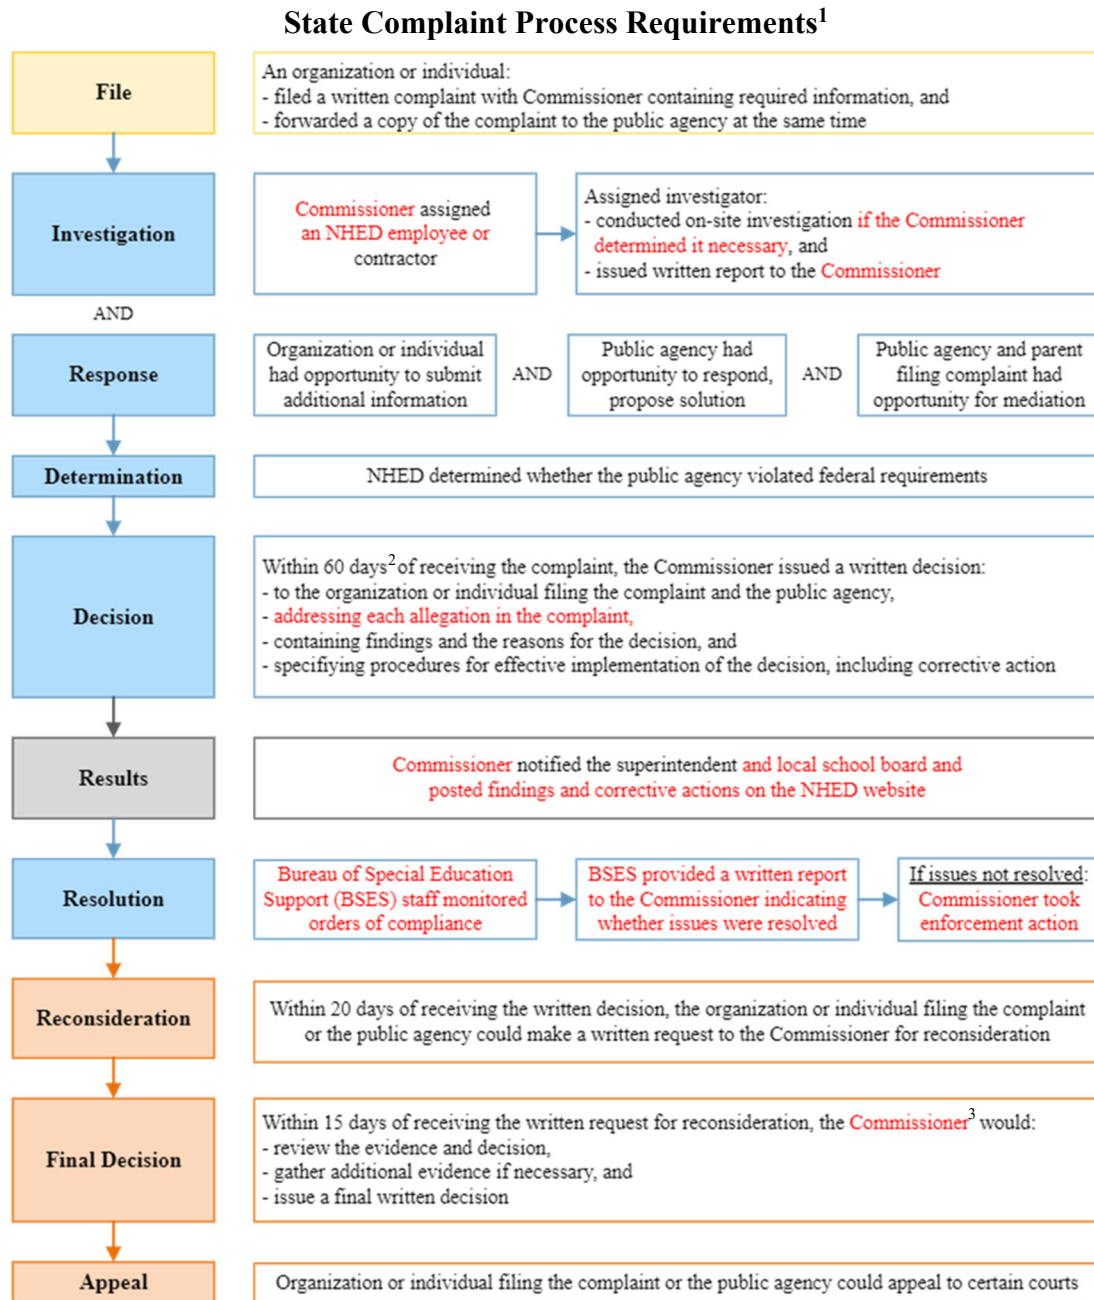 State Complaint Process Requirements1
File
An organization or individual:
- filed a written complaint with Commissioner containing required information, and
- forwarded a copy of the complaint to the public agency at the same time
Investigation
Commissioner assigned
an NHED employee or
contractor
Assigned investigator:
- conducted on-site investigation if the Commissioner
determined it necessary, and
- issued written report to the Commissioner
AND
Response
Organization or individual
had opportunity to submit
additional information
AND
Public agency had
opportunity to respond,
propose solution
AND
Public agency and parent
filing complaint had
opportunity for mediation
Determination
NHED determined whether the public agency violated federal requirements
Decision
Within 60 days2 of receiving the complaint, the Commissioner issued a written decision:
- to the organization or individual filing the complaint and the public agency,
- addressing each allegation in the complaint,
- containing findings and the reasons for the decision, and
- specifiying procedures for effective implementation of the decision, including corrective action
Results
Commissioner notified the superintendent and local school board and
posted findings and corrective actions on the NHED website
Resolution
Bureau of Special Education
Support (BSES) staff monitored
orders of compliance
BSES provided a written report
to the Commissioner indicating
whether issues were resolved
If issues not resolved:
Commissioner took
enforcement action
Reconsideration
Within 20 days of receiving the written decision, the organization or individual filing the complaint
or the public agency could make a written request to the Commissioner for reconsideration
Final Decision
Within 15 days of receiving the written request for reconsideration, the Commissioner3 would:
- review the evidence and decision,
- gather additional evidence if necessary, and
- issue a final written decision
Appeal
Organization or individual filing the complaint or the public agency could appeal to certain courts